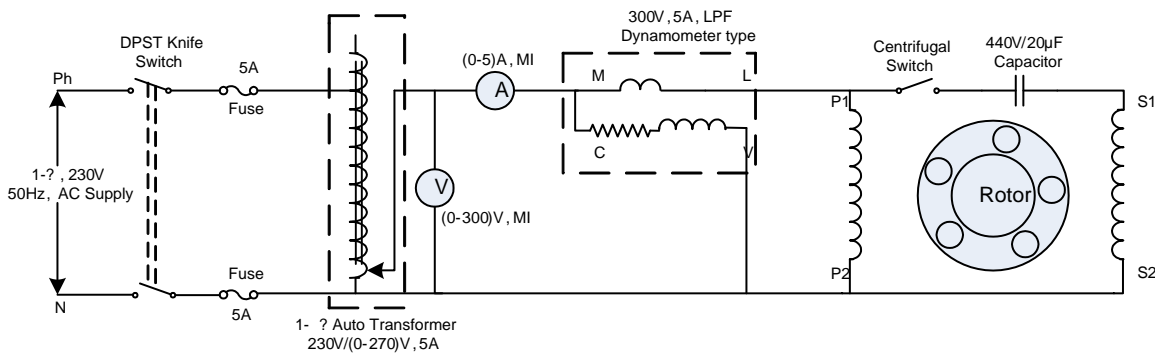 DPST Knife
Switch
Ph
5A
Fuse
1-?, 230V
50Hz, AC Supply
N
Fuse
5A
1- ? Auto Transformer
230V/(0-270)V, 5A
(0-5)A, MI
A
V
(0-300)V, MI
300V, 5A, LPF
Dynamometer type
M
L
C
V
Centrifugal
Switch
440V/20µF
Capacitor
P1
P2
Rotor
S1
S2